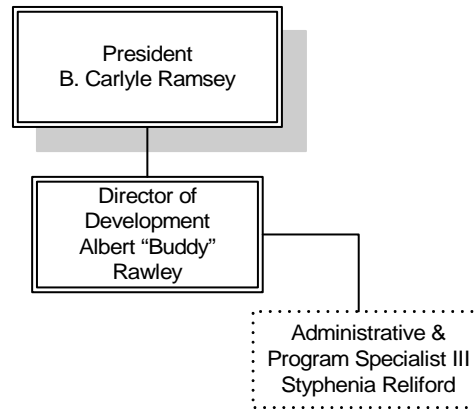 President
B. Carlyle Ramsey
Director of
Development
Albert “Buddy”
Rawley
Administrative &
Program Specialist III
Styphenia Reliford